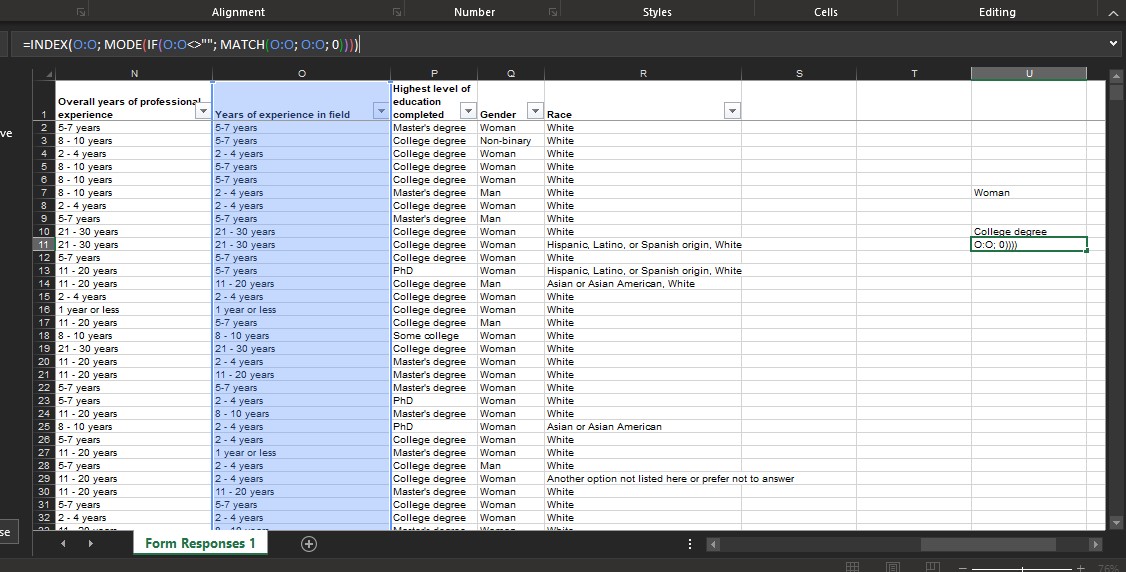 Alignment Number Styles Cells Editing
=INDEX(O:O; MODE(IF(O:O<>""; MATCH(O:O; O:O; 0))))
N O P Q R S T U
ve
1 Overall years of professional experience Years of experience in field Highest level of education completed Gender Race
2 5-7 years 5-7 years Master's degree Woman White
3 8 - 10 years 5-7 years College degree Non-binary White
4 2 - 4 years 2 - 4 years College degree Woman White
5 8 - 10 years 5-7 years College degree Woman White
6 8 - 10 years 5-7 years College degree Woman White
7 8 - 10 years 2 - 4 years Master's degree Man White Woman
8 2 - 4 years 2 - 4 years College degree Woman White
9 5-7 years 5-7 years Master's degree Man White
10 21 - 30 years 21 - 30 years College degree Woman White College degree
11 21 - 30 years 21 - 30 years College degree Woman Hispanic, Latino, or Spanish origin, White O:O; 0))))
12 5-7 years 5-7 years College degree Woman White
13 11 - 20 years 5-7 years PhD Woman Hispanic, Latino, or Spanish origin, White
14 11 - 20 years 11 - 20 years College degree Man Asian or Asian American, White
15 2 - 4 years 2 - 4 years College degree Woman White
16 1 year or less 1 year or less College degree Woman White
17 11 - 20 years 5-7 years College degree Man White
18 8 - 10 years 8 - 10 years Some college Woman White
19 21 - 30 years 21 - 30 years College degree Woman White
20 11 - 20 years 2 - 4 years Master's degree Woman White
21 11 - 20 years 11 - 20 years Master's degree Woman White
22 5-7 years 5-7 years Master's degree Woman White
23 5-7 years 2 - 4 years PhD Woman White
24 11 - 20 years 8 - 10 years Master's degree Woman White
25 8 - 10 years 2 - 4 years PhD Woman Asian or Asian American
26 5-7 years 2 - 4 years College degree Woman White
27 11 - 20 years 1 year or less Master's degree Woman White
28 5-7 years 2 - 4 years College degree Man White
29 11 - 20 years 2 - 4 years College degree Woman Another option not listed here or prefer not to answer
30 11 - 20 years 11 - 20 years Master's degree Woman White
31 5-7 years 5-7 years College degree Woman White
32 2 - 4 years 2 - 4 years College degree Woman White
se
Form Responses 1
76%